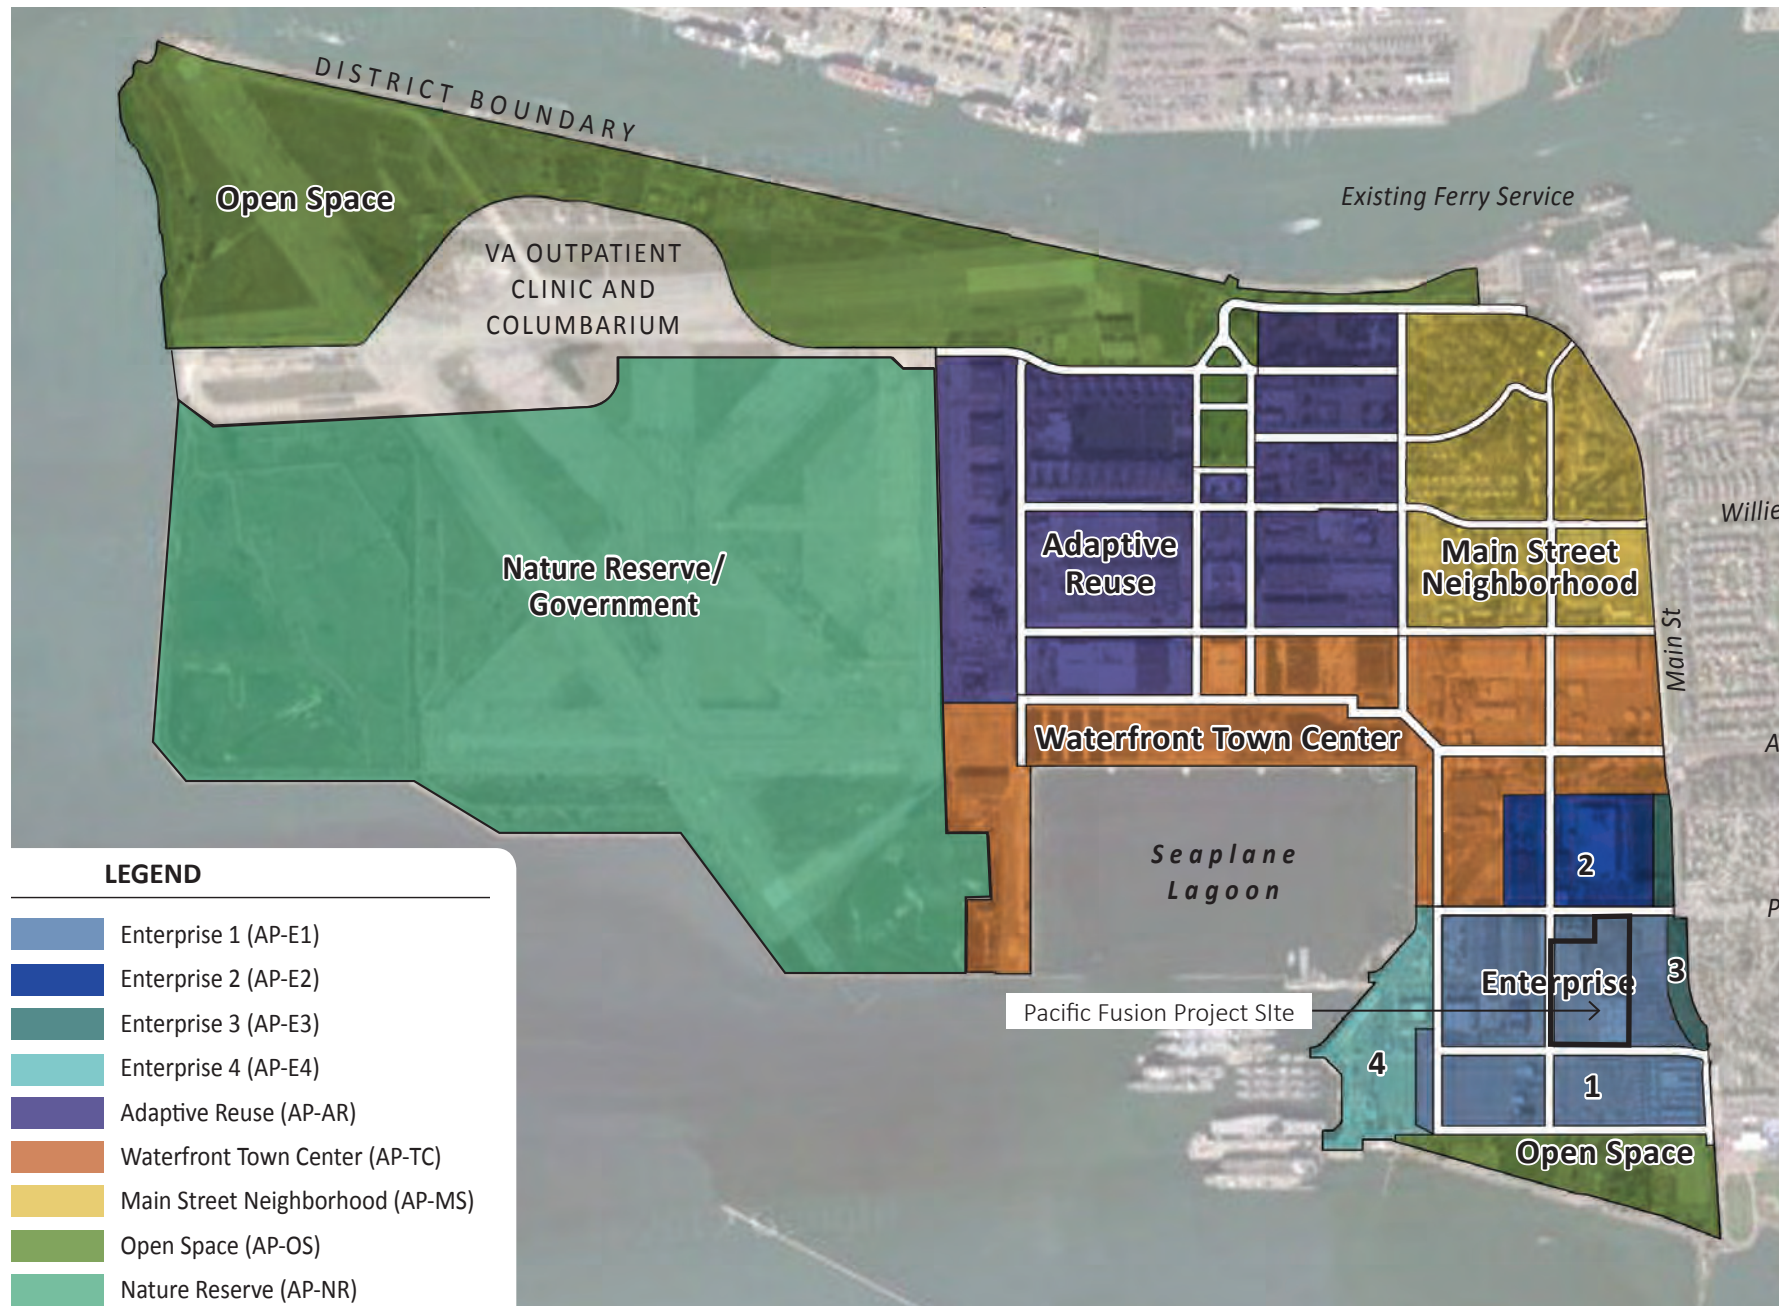 DISTRICT BOUNDARY
Open Space
Existing Ferry Service
VA OUTPATIENT
CLINIC AND
COLUMBARIUM
Willie
Adaptive
Reuse
Main Street
Neighborhood
Nature Reserve/
Government
Main St
Waterfront Town Center
A
Seaplane
Lagoon
2
P
LEGEND
Enterprise 1 (AP-E1)
Enterprise 2 (AP-E2)
Enterprise 3 (AP-E3)
Enterprise 4 (AP-E4)
Adaptive Reuse (AP-AR)
Waterfront Town Center (AP-TC)
Main Street Neighborhood (AP-MS)
Open Space (AP-OS)
Nature Reserve (AP-NR)
Enterprise
3
Pacific Fusion Project SIte
4
1
Open Space